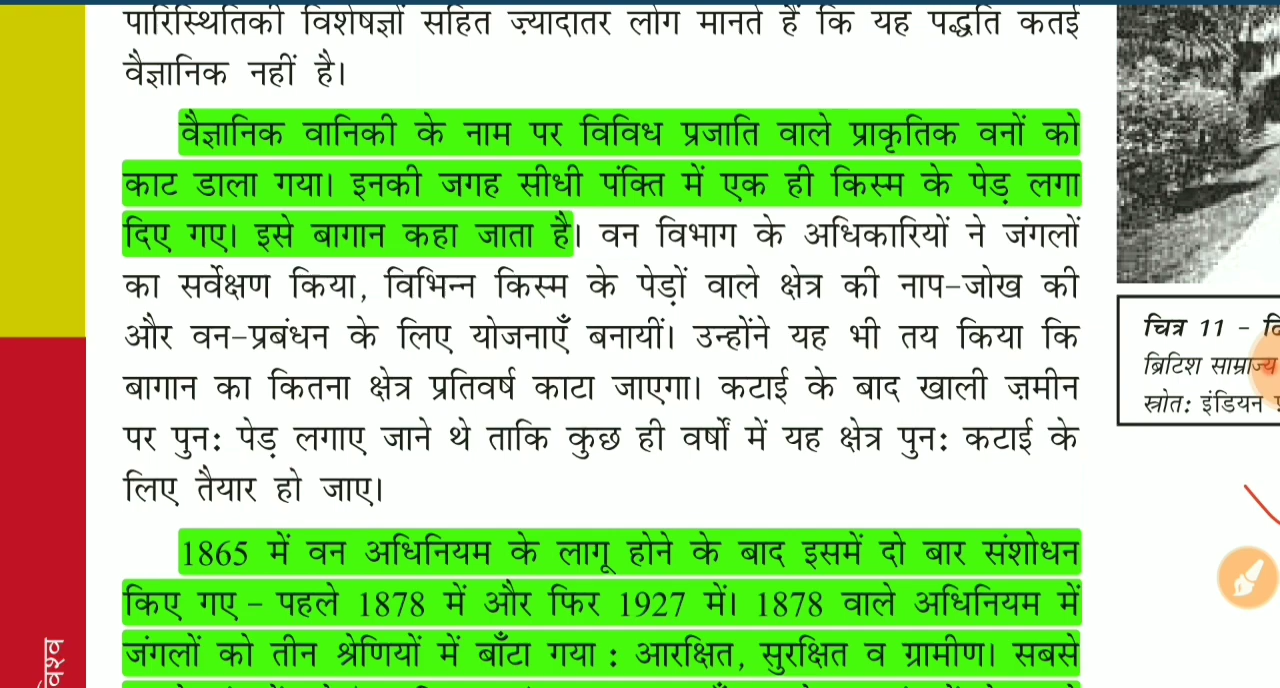 पारिस्थितिकी विशेषज्ञों सहित ज़्यादातर लोग मानते हैं कि यह पद्धति कतई
वैज्ञानिक नहीं है।
वैज्ञानिक वानिकी के नाम पर विविध प्रजाति वाले प्राकृतिक वनों को
काट डाला गया। इनकी जगह सीधी पंक्ति में एक ही किस्म के पेड़ लगा
दिए गए। इसे बागान कहा जाता है। वन विभाग के अधिकारियों ने जंगलों
का सर्वेक्षण किया, विभिन्न किस्म के पेड़ों वाले क्षेत्र की नाप-जोख की
और वन-प्रबंधन के लिए योजनाएँ बनायीं। उन्होंने यह भी तय किया कि
बागान का कितना क्षेत्र प्रतिवर्ष काटा जाएगा। कटाई के बाद खाली ज़मीन
पर पुनः पेड़ लगाए जाने थे ताकि कुछ ही वर्षों में यह क्षेत्र पुनः कटाई के
लिए तैयार हो जाए।
1865 में वन अधिनियम के लागू होने के बाद इसमें दो बार संशोधन
किए गए - पहले 1878 में और फिर 1927 में। 1878 वाले अधिनियम में
जंगलों को तीन श्रेणियों में बाँटा गया : आरक्षित, सुरक्षित व ग्रामीण। सबसे
चित्र 11 -
ब्रिटिश साम्राज्य
स्रोत: इंडियन